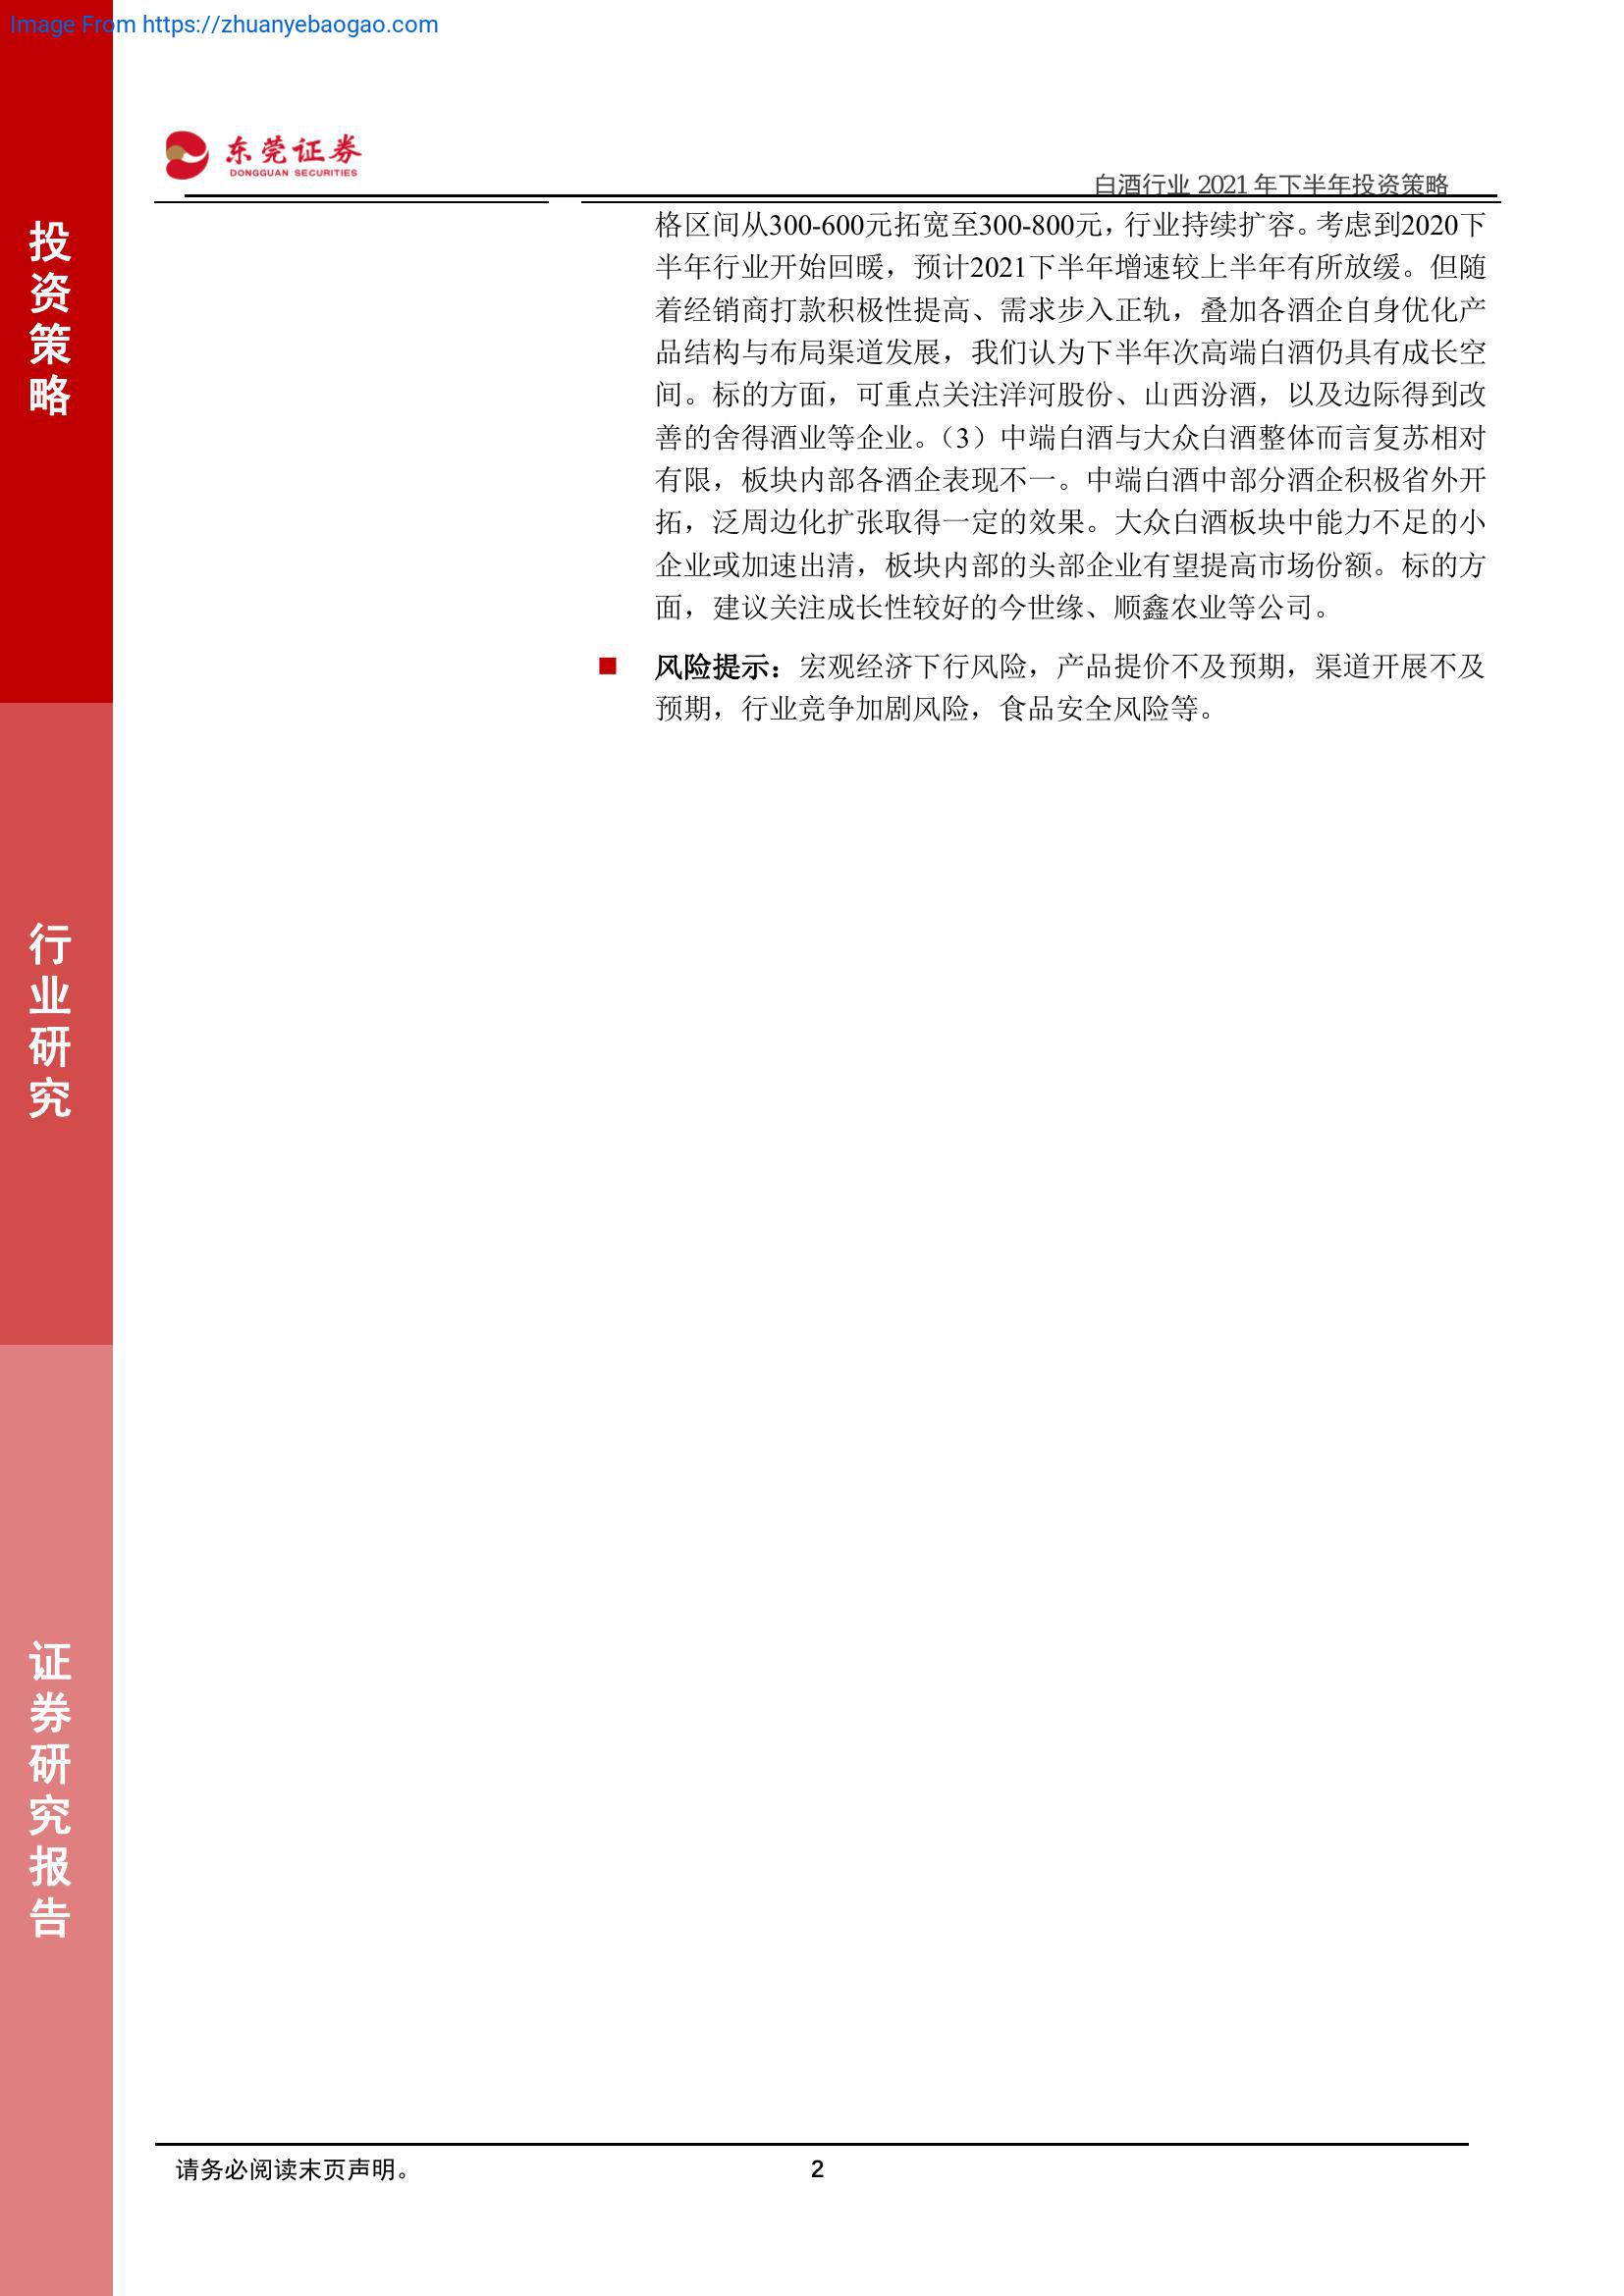 Image From https://zhuanyebaogao.com
东莞证券
DONGGUAN SECURITIES
白酒行业 2021 年下半年投资策略
投资策略
行业研究
证券研究报告
格区间从300-600元拓宽至300-800元，行业持续扩容。考虑到2020下
半年行业开始回暖，预计2021下半年增速较上半年有所放缓。但随
着经销商打款积极性提高、需求步入正轨，叠加各酒企自身优化产
品结构与布局渠道发展，我们认为下半年次高端白酒仍具有成长空
间。标的方面，可重点关注洋河股份、山西汾酒，以及边际得到改
善的舍得酒业等企业。（3）中端白酒与大众白酒整体而言复苏相对
有限，板块内部各酒企表现不一。中端白酒中部分酒企积极省外开
拓，泛周边化扩张取得一定的效果。大众白酒板块中能力不足的小
企业或加速出清，板块内部的头部企业有望提高市场份额。标的方
面，建议关注成长性较好的今世缘、顺鑫农业等公司。
风险提示：宏观经济下行风险，产品提价不及预期，渠道开展不及
预期，行业竞争加剧风险，食品安全风险等。
请务必阅读末页声明。
2